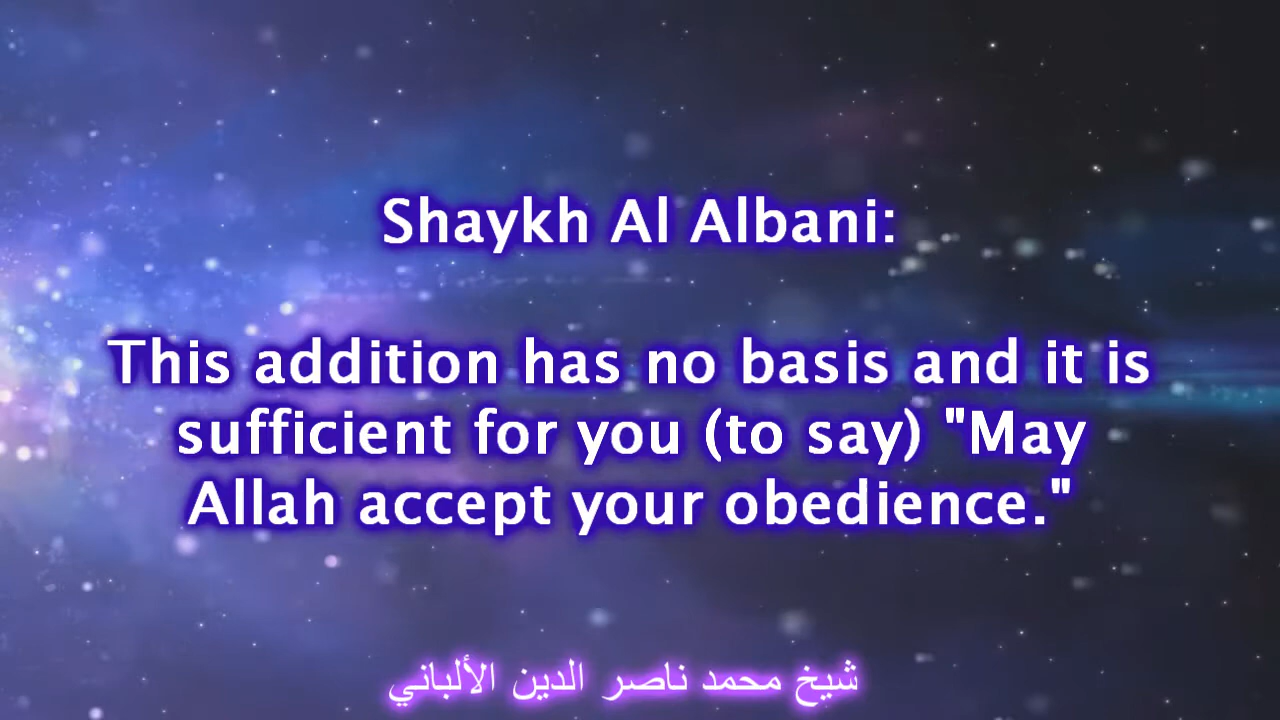 Shaykh Al Albani:
This addition has no basis and it is
sufficient for you (to say) "May
Allah accept your obedience."
شيخ محمد ناصر الدين الألباني